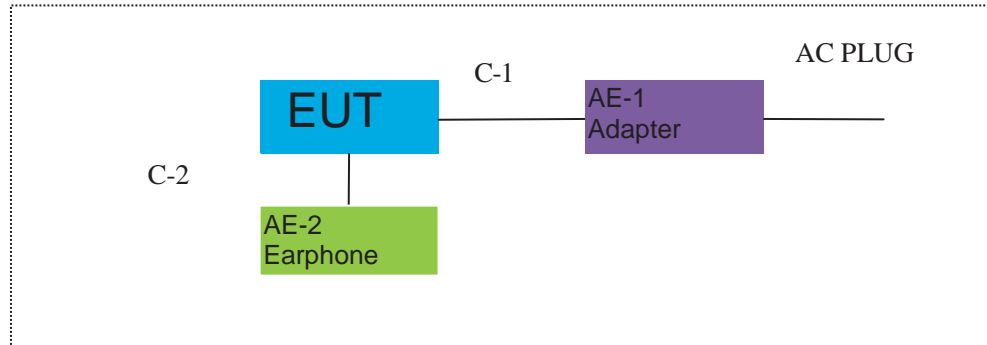 AC PLUG
C-1
EUT
AE-1
Adapter
C-2
AE-2
Earphone